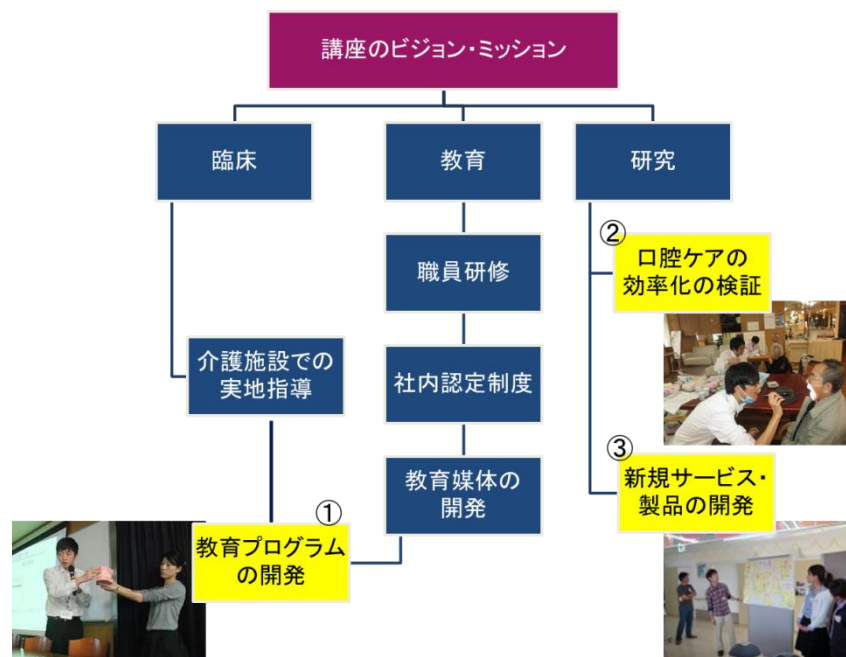 講座のビジョン・ミッション
臨床
教育
研究
職員研修
②
口腔ケアの
効率化の検証
介護施設での
実地指導
社内認定制度
教育媒体の
開発
③
新規サービス・
製品の開発
①
教育プログラム
の開発